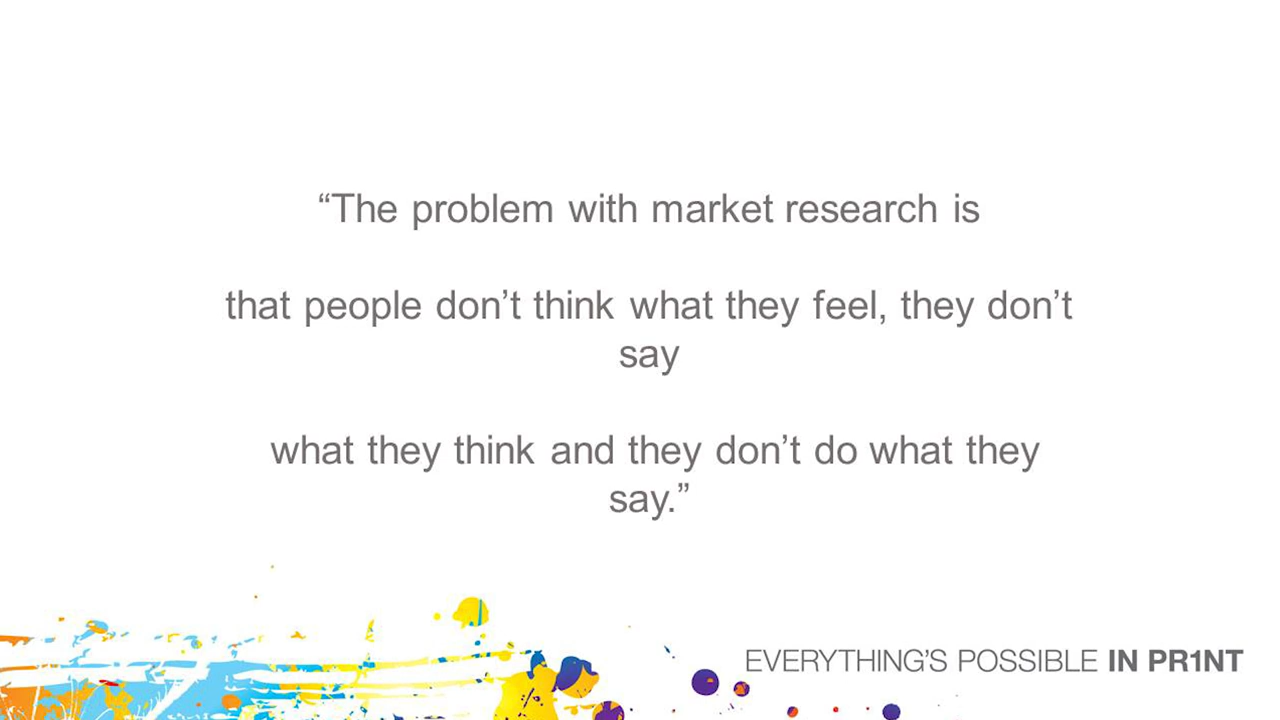 “The problem with market research is
that people don’t think what they feel, they don’t
say
what they think and they don’t do what they
say.”
EVERYTHING’S POSSIBLE IN PR1NT